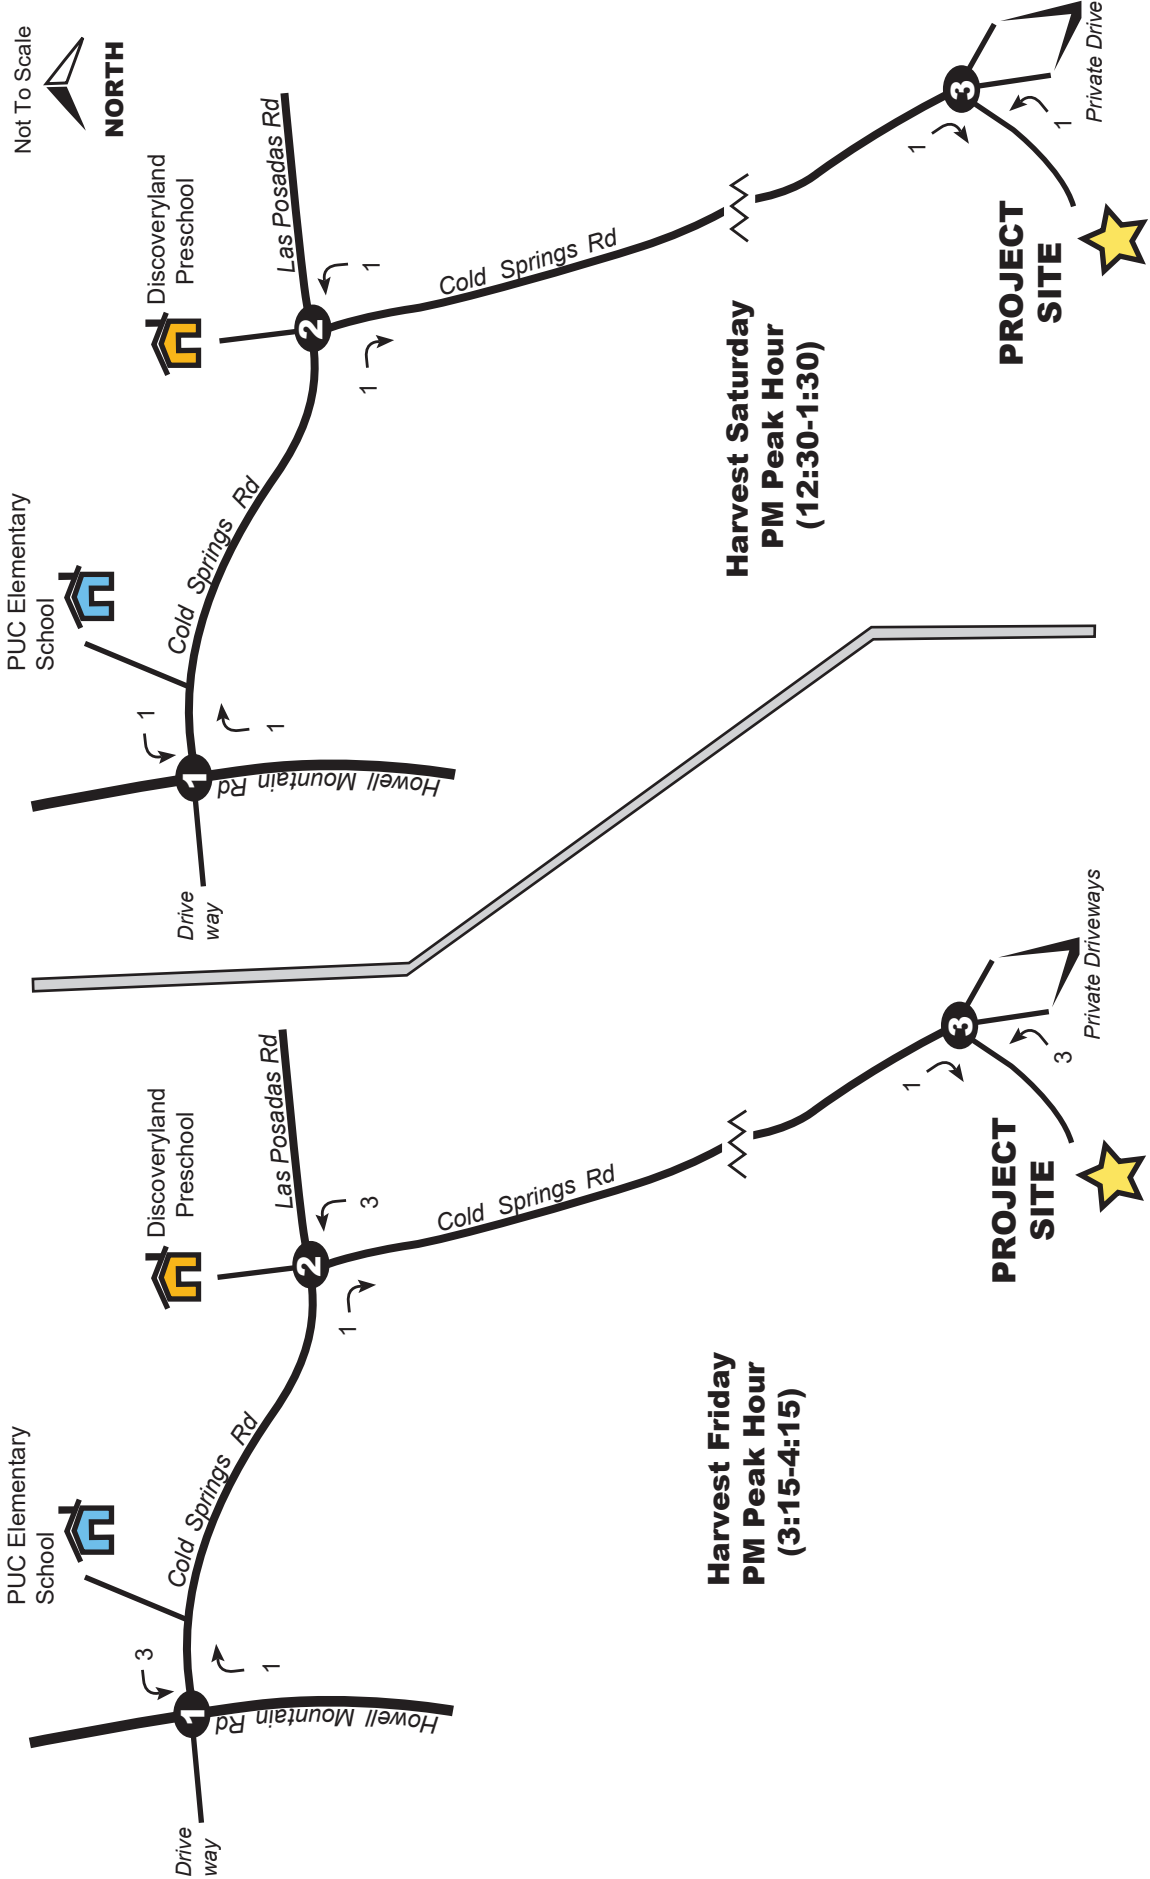 PUC Elementary
School
Discoveryland
Preschool
Drive
way
Cold Springs Rd
Las Posadas Rd
Howell Mountain Rd
Cold Springs Rd
1
2
3
3
1
3
1
1
3
Harvest Friday
PM Peak Hour
(3:15-4:15)
PROJECT
SITE
Private Driveways
PUC Elementary
School
Discoveryland
Preschool
Not To Scale
NORTH
Drive
way
Cold Springs Rd
Las Posadas Rd
Howell Mountain Rd
Cold Springs Rd
1
2
3
1
1
1
1
1
1
Harvest Saturday
PM Peak Hour
(12:30-1:30)
PROJECT
SITE
Private Drive